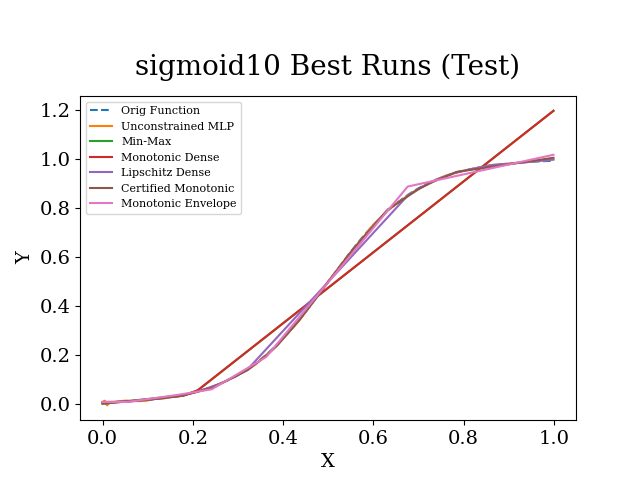 sigmoid10 Best Runs (Test)
Orig Function
Unconstrained MLP
Min-Max
Monotonic Dense
Lipschitz Dense
Certified Monotonic
Monotonic Envelope
1.2
1.0
0.8
0.6
0.4
0.2
0.0
Y
0.0 0.2 0.4 0.6 0.8 1.0
X